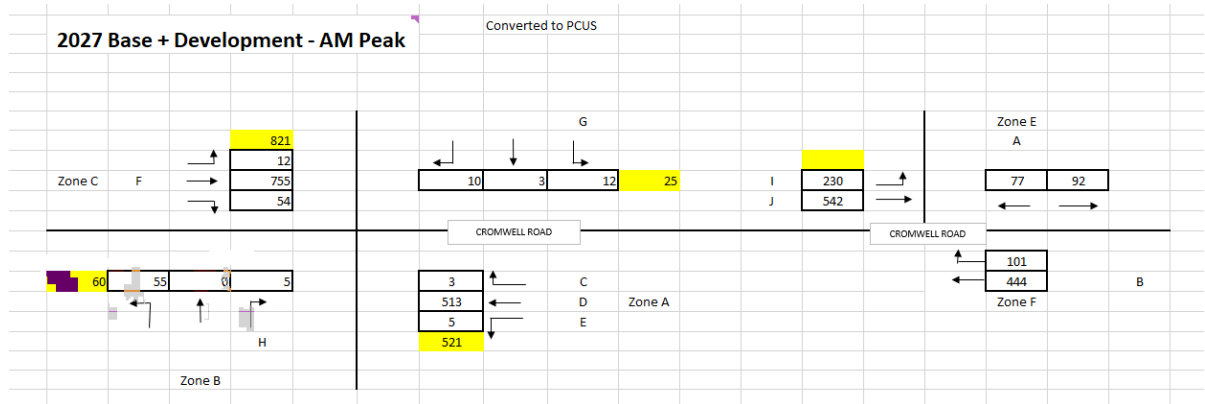 Converted to PCUS
2027 Base + Development - AM Peak
G
Zone E
821
A
12
Zone C F 755 10 3 12 25 I 230 77 92
54 J 542
CROMWELL ROAD
CROMWELL ROAD
101
60 55 0 5 3 C 444 B
513 D Zone A Zone F
5 E
H 521
Zone B